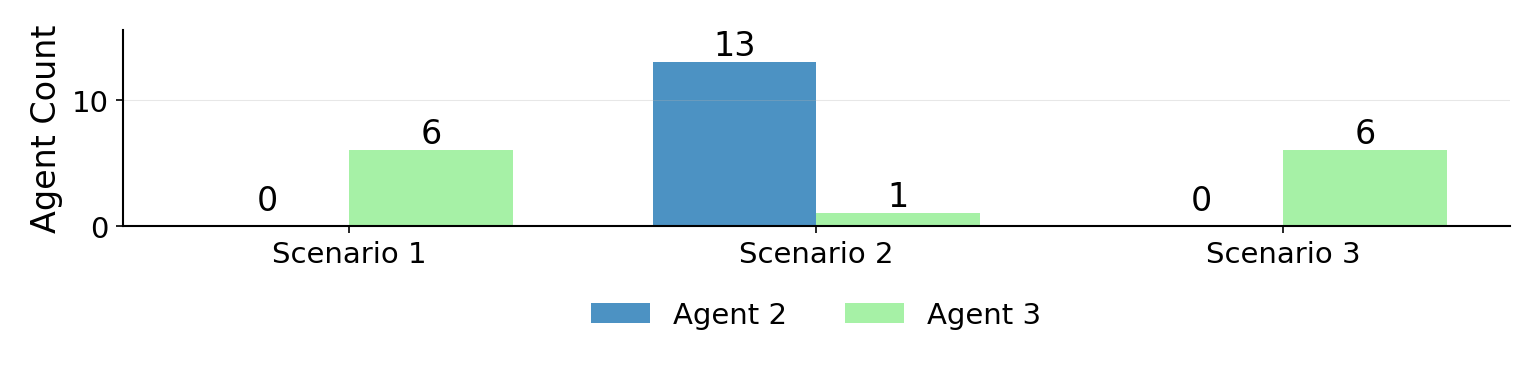 Agent Count
10
0
0
6
13
1
0
6
Scenario 1
Scenario 2
Scenario 3
Agent 2
Agent 3